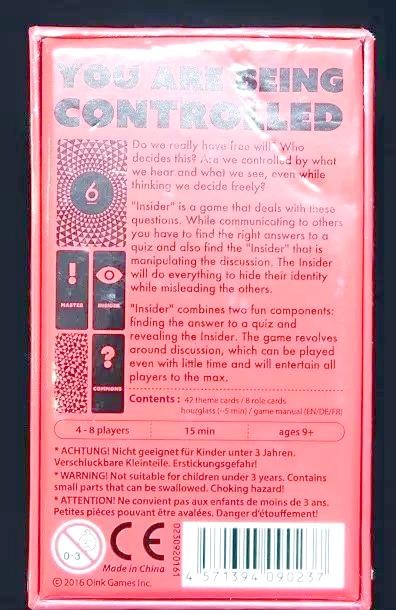 YOU ARE BEING
CONTROLLED
Do we really have free will? Who
decides this? Are we controlled by what
we hear and what we see, even while
thinking we decide freely?
6
"Insider" is a game that deals with these
questions. While communicating to others
you have to find the right answers to a
quiz and also find the "Insider" that is
manipulating the discussion. The Insider
will do everything to hide their identity
while misleading the others.
!
MASTER
INSIDER
"Insider" combines two fun components:
finding the answer to a quiz and
revealing the Insider. The game revolves
around discussion, which can be played
even with little time and will entertain all
players to the max.
?
COMMONS
Contents : 42 theme cards / 8 role cards
hourglass (~5 min) / game manual (EN/DE/FR)
4 - 8 players 15 min ages 9+
* ACHTUNG! Nicht geeignet für Kinder unter 3 Jahren.
Verschluckbare Kleinteile. Erstickungsgefahr!
* WARNING! Not suitable for children under 3 years. Contains
small parts that can be swallowed. Choking hazard!
* ATTENTION! Ne convient pas aux enfants de moins de 3 ans.
Petites pièces pouvant être avalées. Danger d'étouffement!
0-3
CE
Made in China
© 2016 Oink Games Inc.
0230920161
4 571394 090237